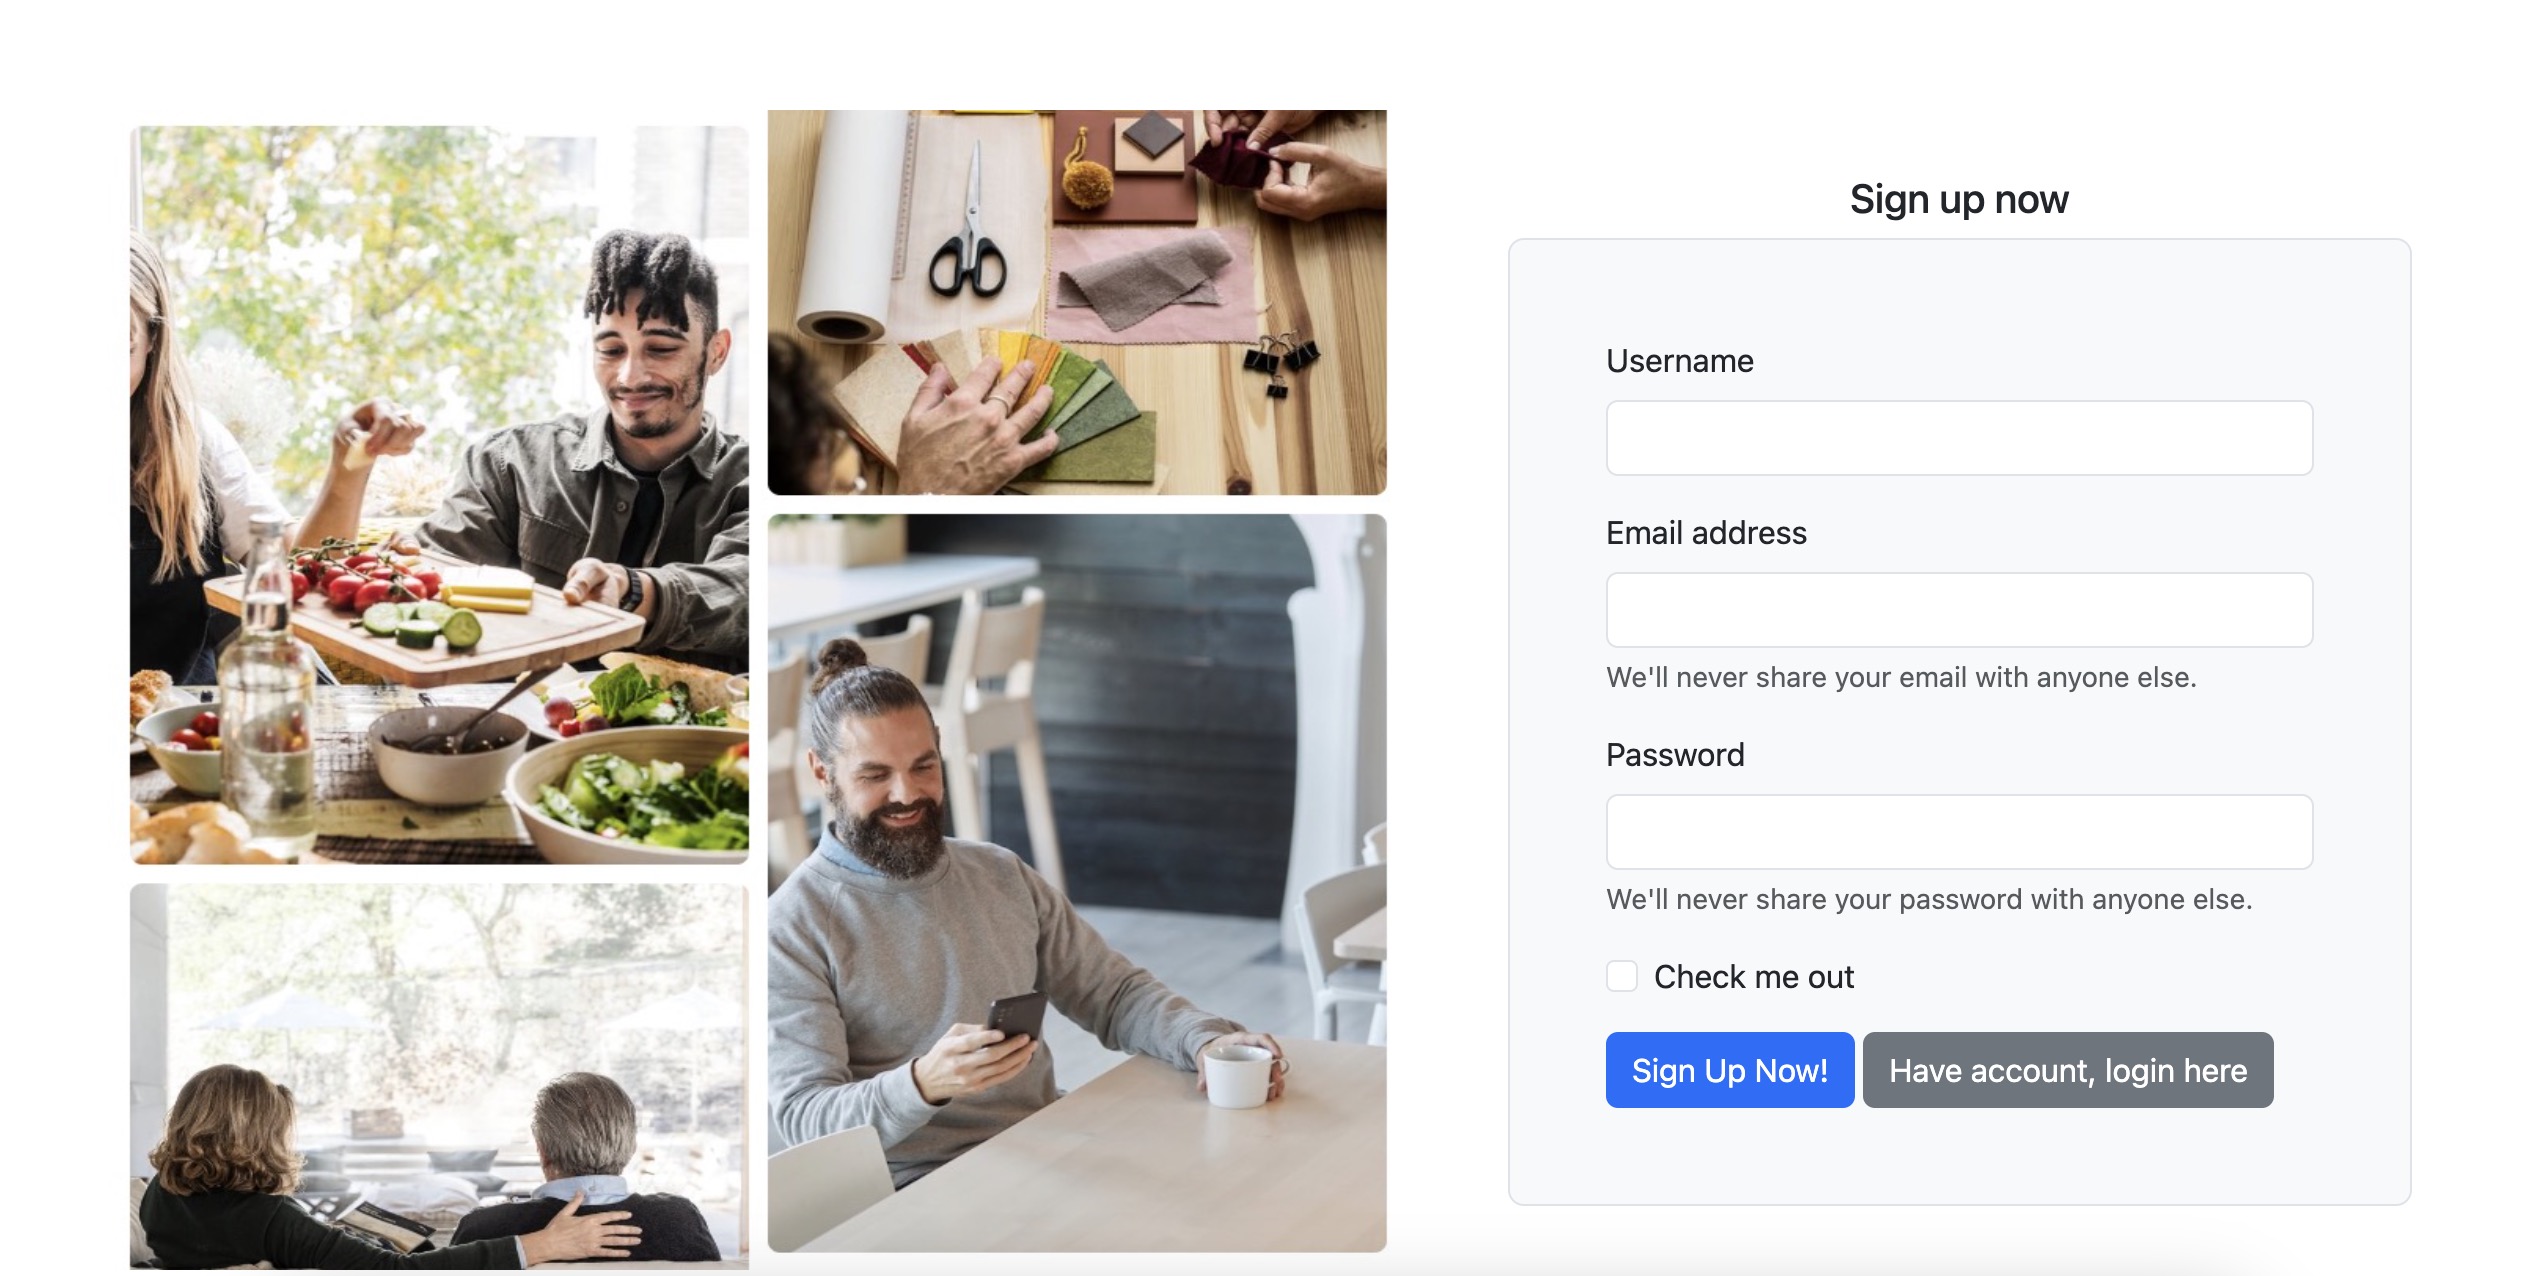 Sign up now
Username
Email address
We'll never share your email with anyone else.
Password
We'll never share your password with anyone else.
Check me out
Sign Up Now!
Have account, login here